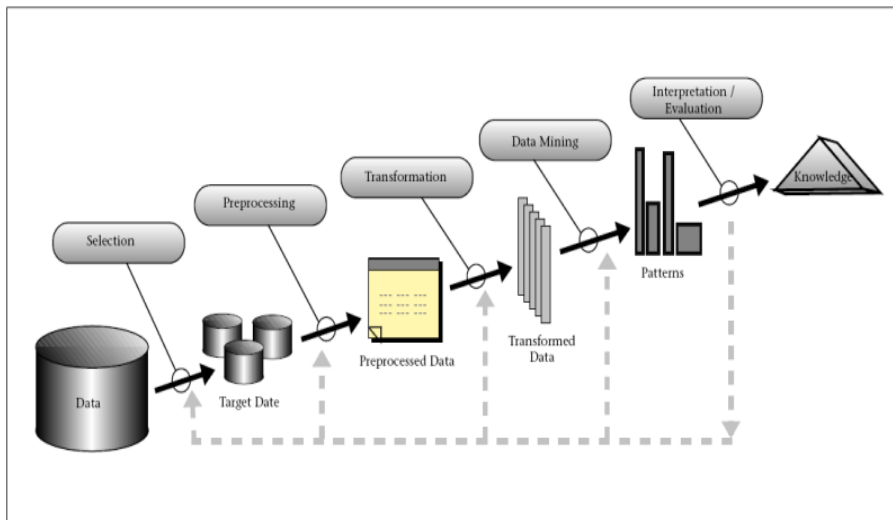 Interpretation /
Evaluation
Data Mining
Knowledge
Transformation
Preprocessing
Selection
Patterns
Transformed
Data
Preprocessed Data
Target Date
Data